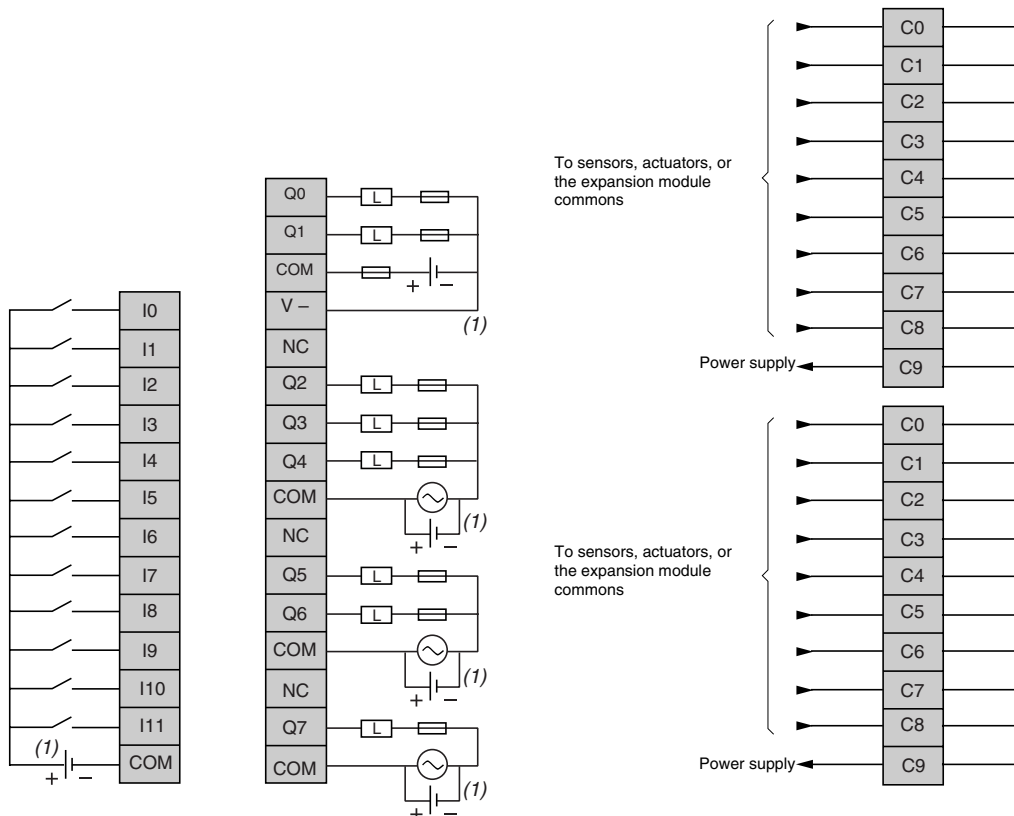 I0
I1
I2
I3
I4
I5
I6
I7
I8
I9
I10
I11
(1)
+ –
COM
Q0
L
Q1
L
COM
+ –
V –
(1)
NC
Q2
L
Q3
L
Q4
L
COM
(1)
+ –
NC
Q5
L
Q6
L
COM
(1)
+ –
NC
Q7
L
COM
(1)
+ –
To sensors, actuators, or
the expansion module
commons
C0
C1
C2
C3
C4
C5
C6
C7
C8
Power supply
C9
To sensors, actuators, or
the expansion module
commons
C0
C1
C2
C3
C4
C5
C6
C7
C8
Power supply
C9